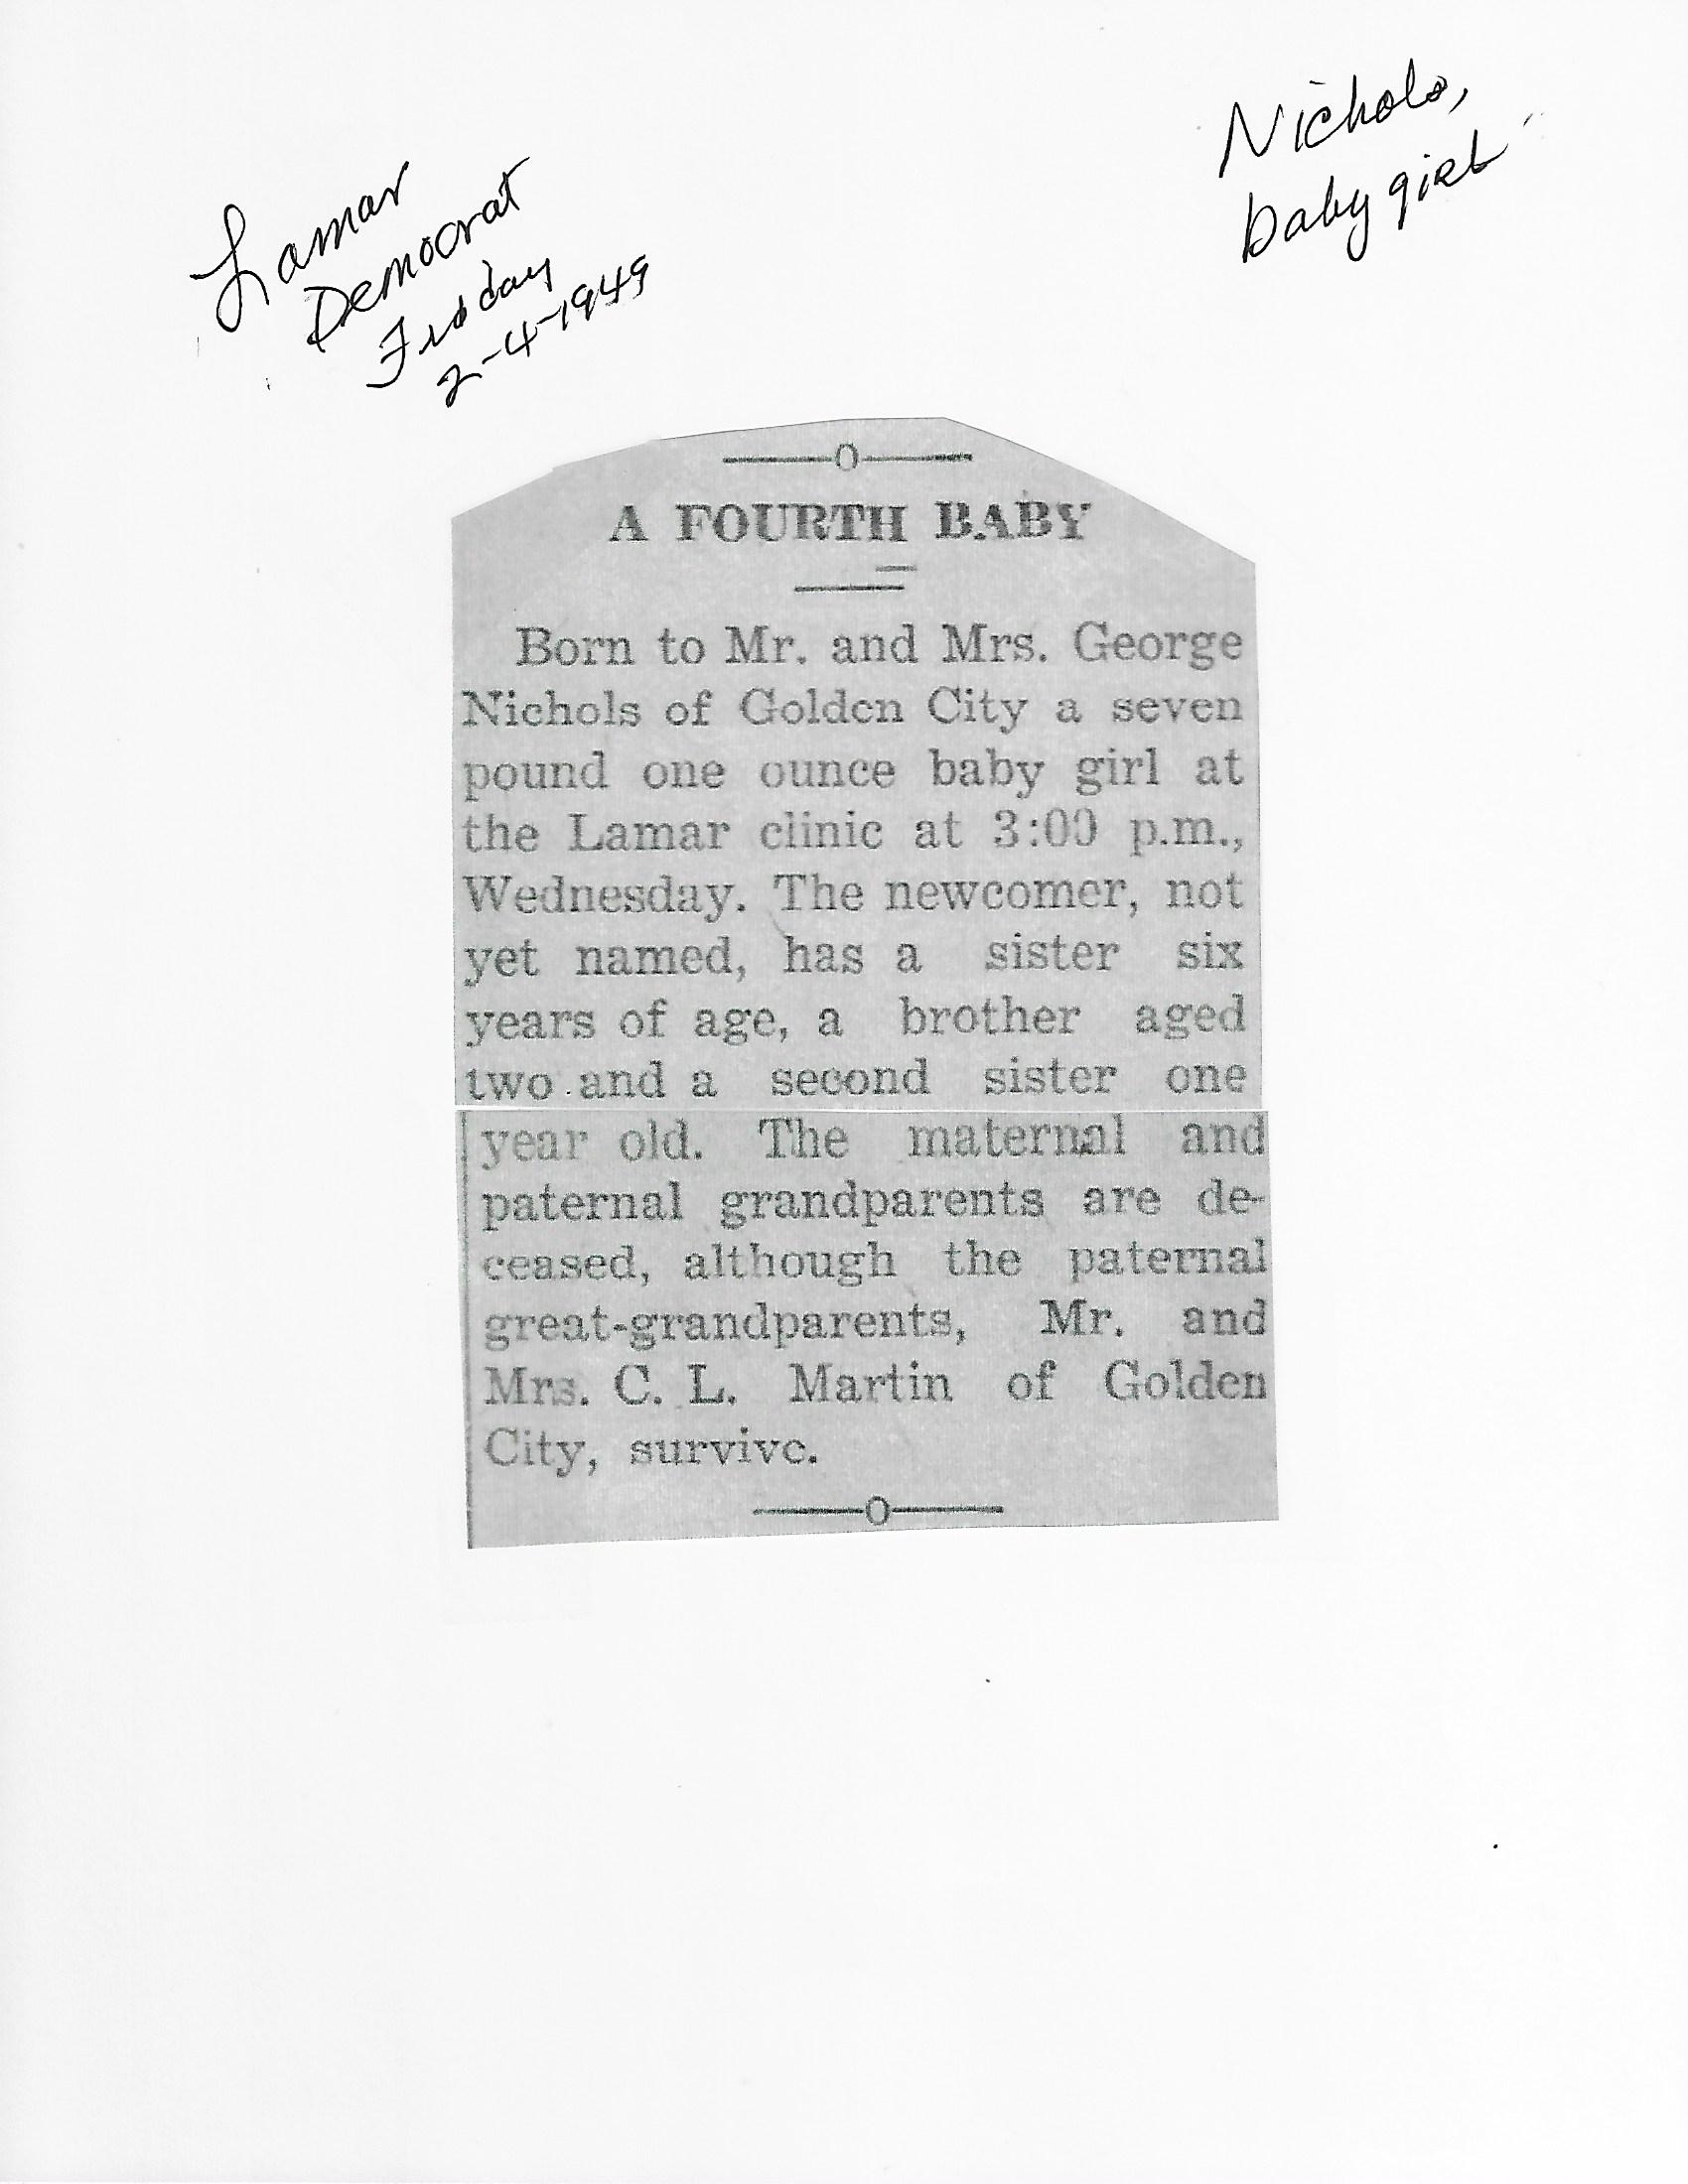 Nichols,
baby girl
Lamar
Democrat
Friday
2-4-1949
A FOURTH BABY
Born to Mr. and Mrs. George
Nichols of Golden City a seven
pound one ounce baby girl at
the Lamar clinic at 3:00 p.m.,
Wednesday. The newcomer, not
yet named, has a sister six
years of age, a brother aged
two and a second sister one
year old. The maternal and
paternal grandparents are de-
ceased, although the paternal
great-grandparents, Mr. and
Mrs. C. L. Martin of Golden
City, survive.